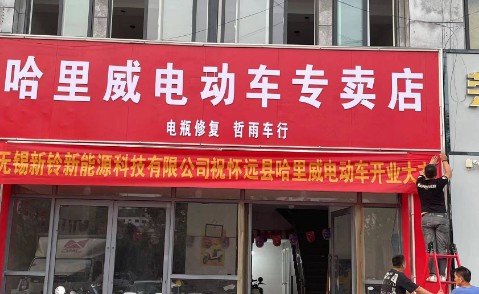 哈里威电动车专卖店
电瓶修复 哲雨车行
无锡新铃新能源科技有限公司祝怀远县哈里威电动车开业大